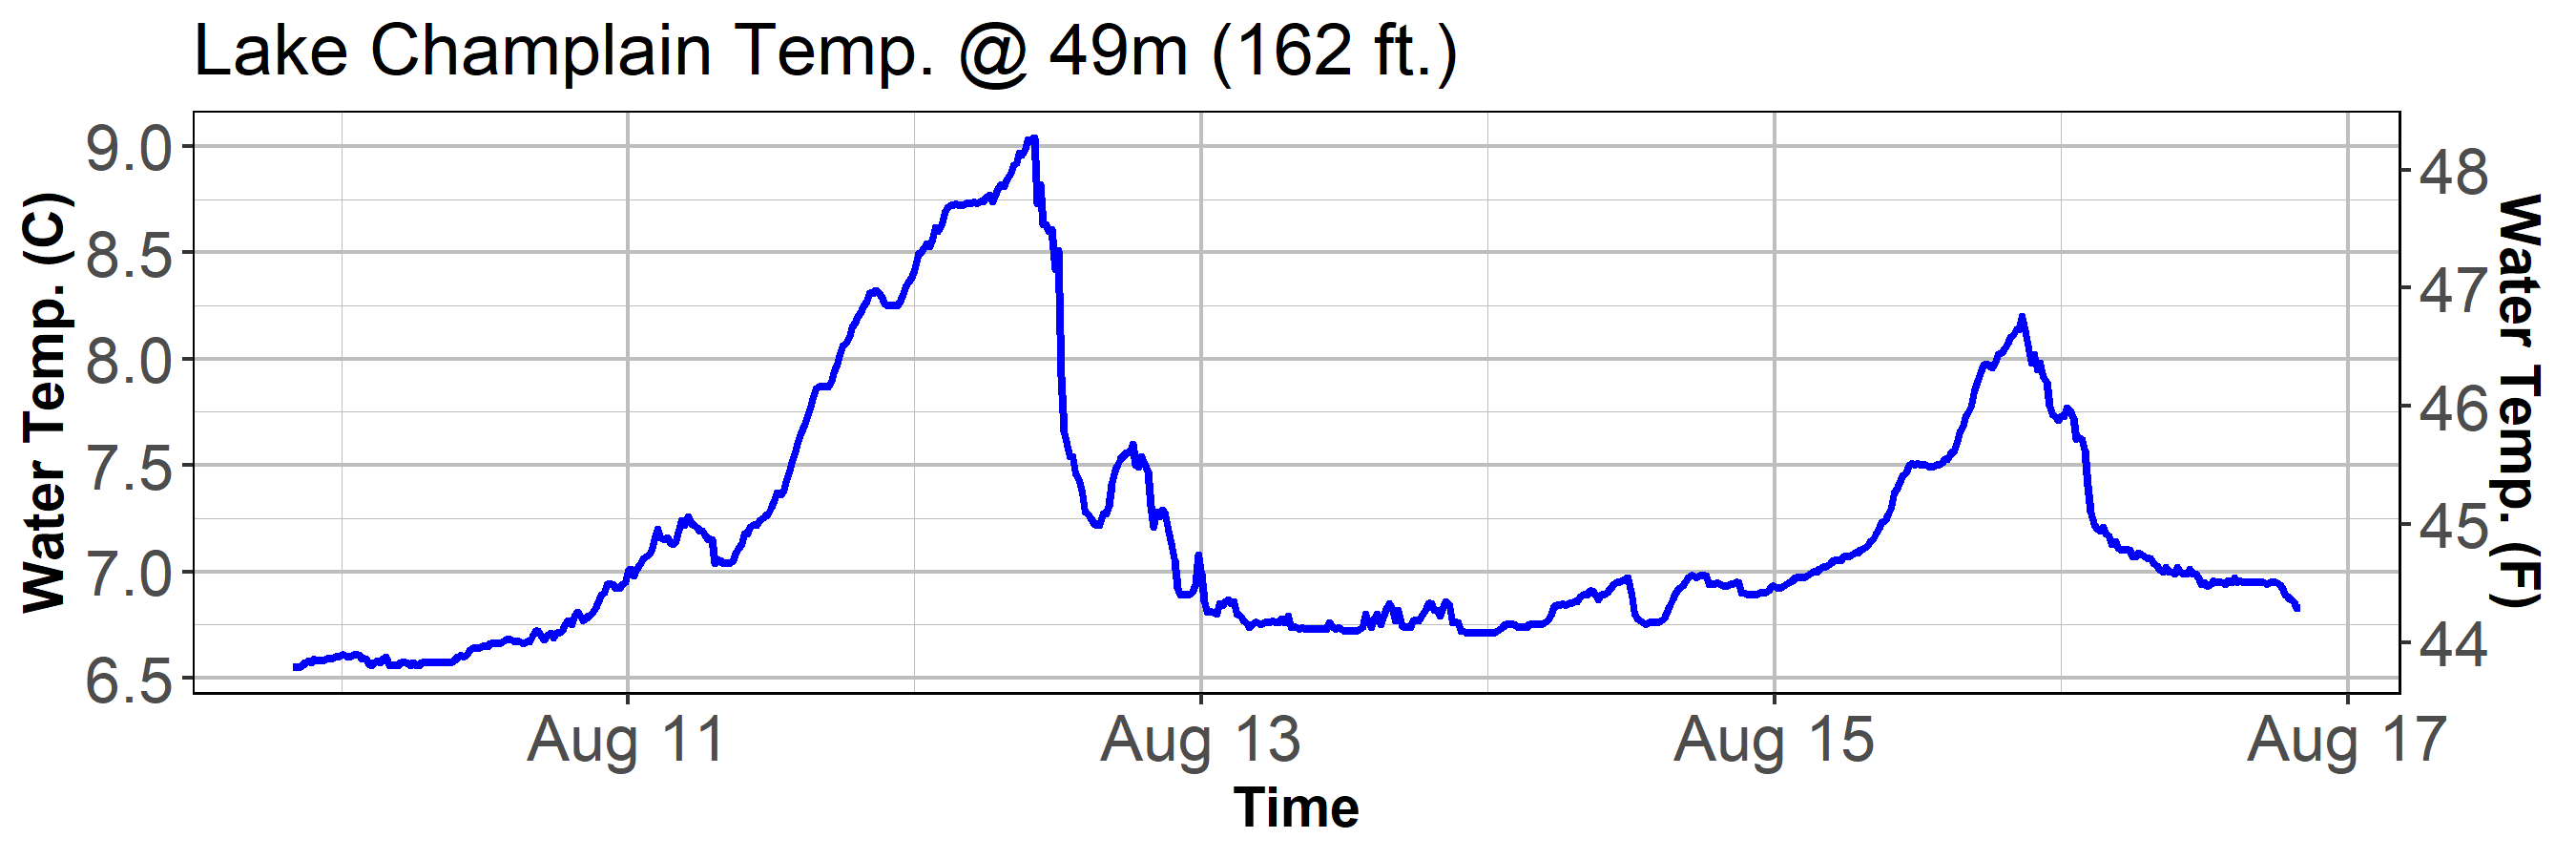 Lake Champlain Temp. @ 49m (162 ft.)
Water Temp. (C)
9.0
8.5
8.0
7.5
7.0
6.5
48
47
46
45
44
Water Temp. (F)
Aug 11
Aug 13
Aug 15
Aug 17
Time